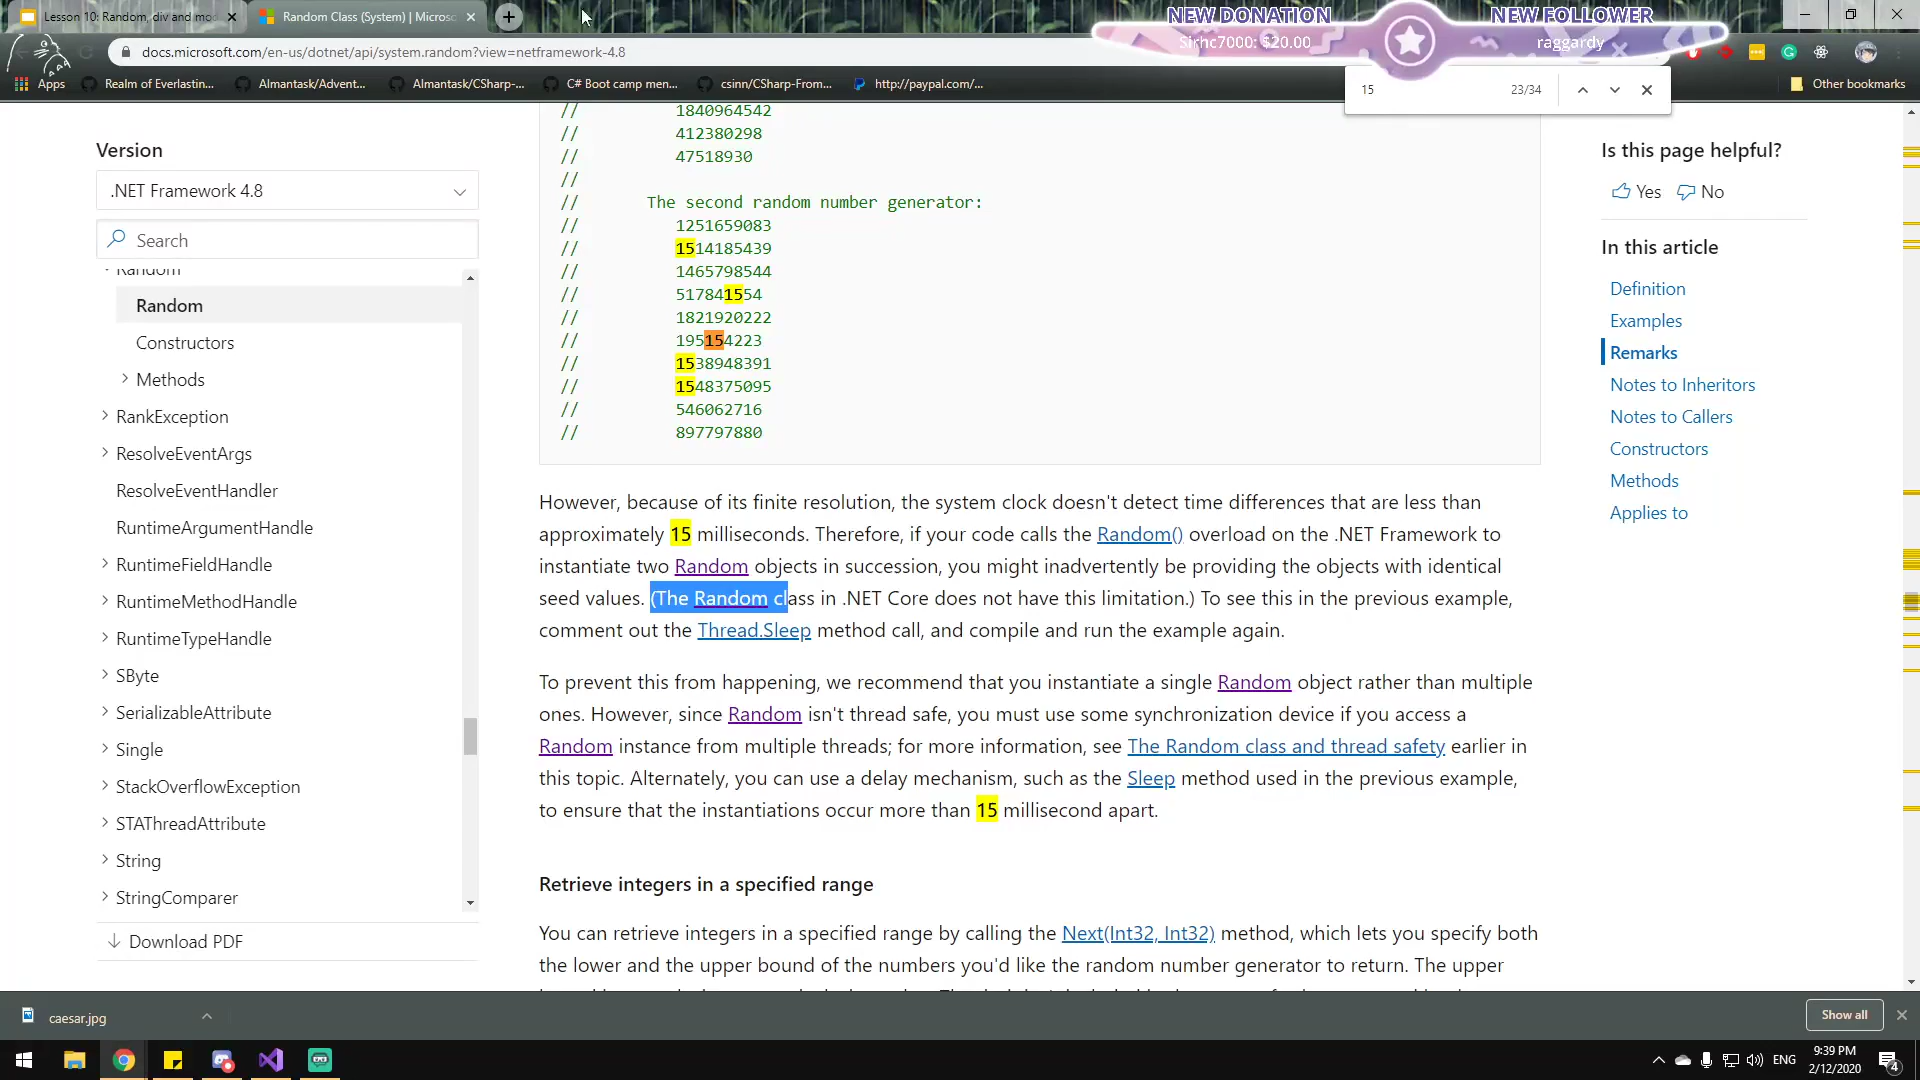 Lesson 10: Random, div and mod
Random Class (System) | Micros
NEW DONATION
Sirhc7000: $20.00
NEW FOLLOWER
raggardy
docs.microsoft.com/en-us/dotnet/api/system.random?view=netframework-4.8
Apps
Realm of Everlastin...
Almantask/Advent...
Almantask/CSharp-...
C# Boot camp men...
csinn/CSharp-From...
http://paypal.com/...
Other bookmarks
15
23/34
Version
.NET Framework 4.8
Search
Random
Random
Constructors
Methods
RankException
ResolveEventArgs
ResolveEventHandler
RuntimeArgumentHandle
RuntimeFieldHandle
RuntimeMethodHandle
RuntimeTypeHandle
SByte
SerializableAttribute
Single
StackOverflowException
STAThreadAttribute
String
StringComparer
Download PDF
// 1840964542
// 412380298
// 47518930
//
// The second random number generator:
// 1251659083
// 1514185439
// 1465798544
// 517841554
// 1821920222
// 195154223
// 1538948391
// 1548375095
// 546062716
// 897797880
However, because of its finite resolution, the system clock doesn't detect time differences that are less than
approximately 15 milliseconds. Therefore, if your code calls the Random() overload on the .NET Framework to
instantiate two Random objects in succession, you might inadvertently be providing the objects with identical
seed values. (The Random class in .NET Core does not have this limitation.) To see this in the previous example,
comment out the Thread.Sleep method call, and compile and run the example again.
To prevent this from happening, we recommend that you instantiate a single Random object rather than multiple
ones. However, since Random isn't thread safe, you must use some synchronization device if you access a
Random instance from multiple threads; for more information, see The Random class and thread safety earlier in
this topic. Alternately, you can use a delay mechanism, such as the Sleep method used in the previous example,
to ensure that the instantiations occur more than 15 millisecond apart.
Retrieve integers in a specified range
You can retrieve integers in a specified range by calling the Next(Int32, Int32) method, which lets you specify both
the lower and the upper bound of the numbers you'd like the random number generator to return. The upper
Is this page helpful?
Yes No
In this article
Definition
Examples
Remarks
Notes to Inheritors
Notes to Callers
Constructors
Methods
Applies to
caesar.jpg
Show all
ENG
9:39 PM
2/12/2020
4